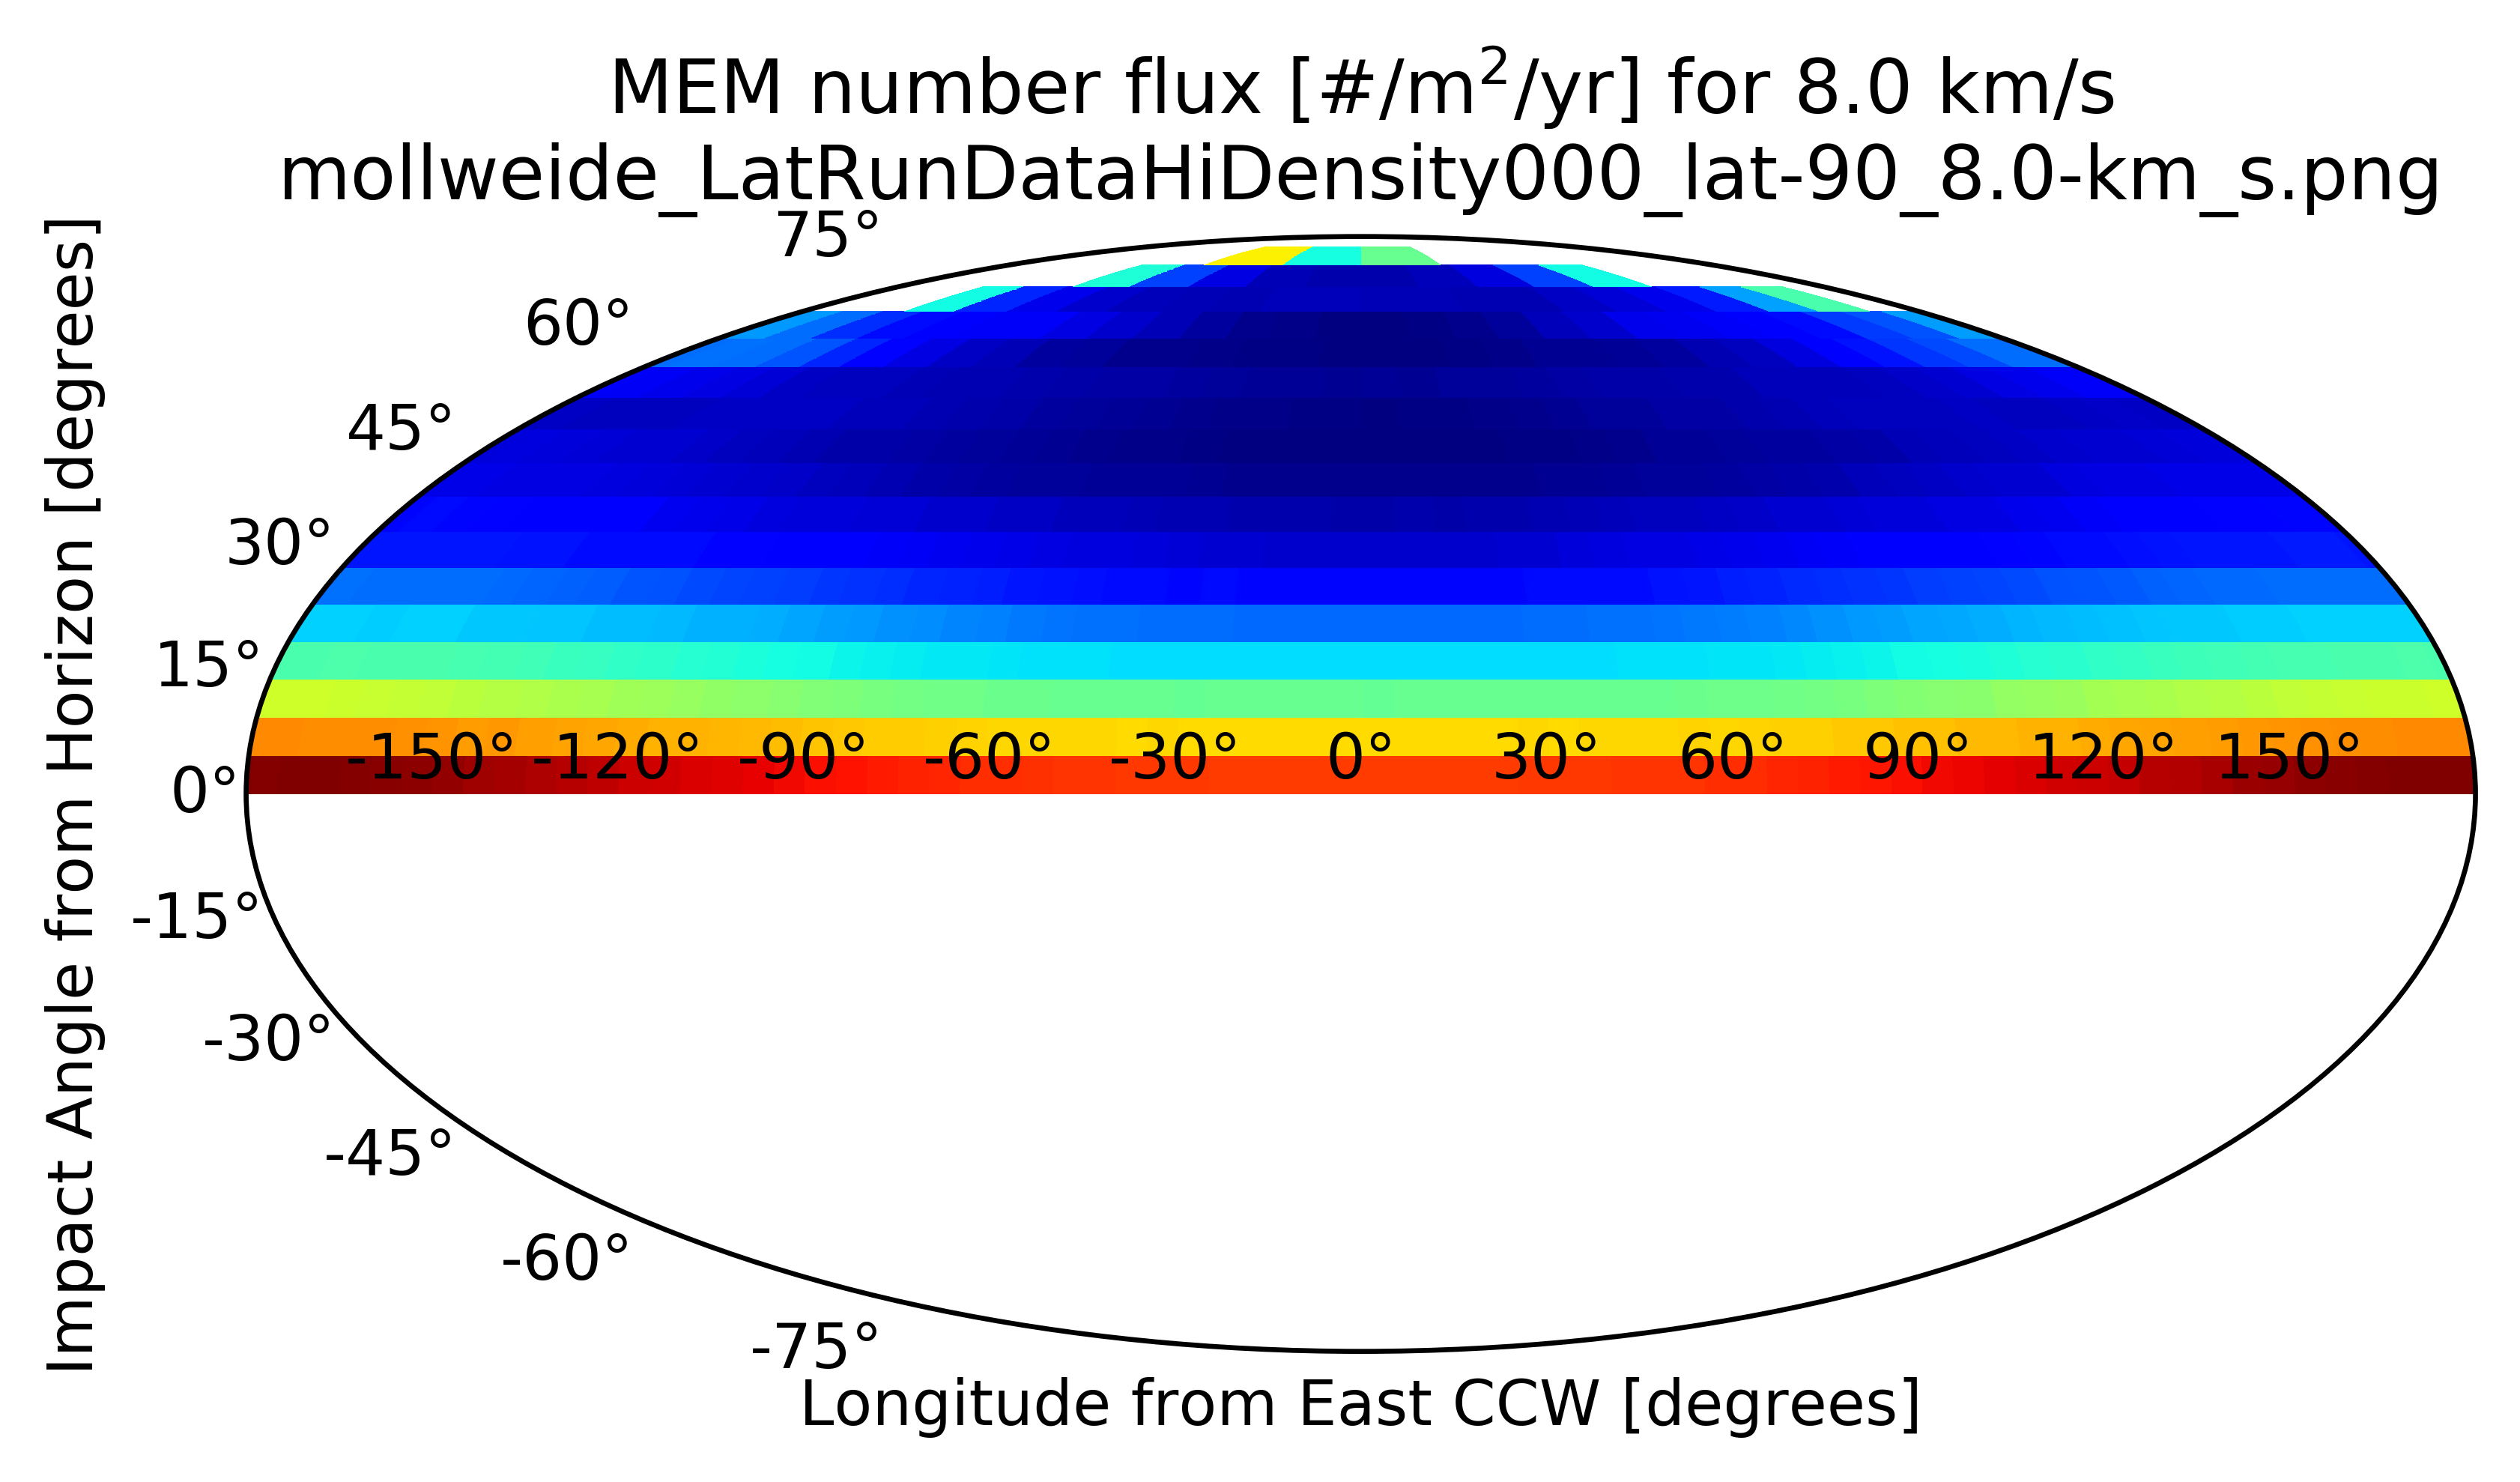 MEM number flux [#/m²/yr] for 8.0 km/s
mollweide_LatRunDataHiDensity000_lat-90_8.0-km_s.png
Impact Angle from Horizon [degrees]
75°
60°
45°
30°
15°
0°
-15°
-30°
-45°
-60°
-75°
-150° -120° -90° -60° -30° 0° 30° 60° 90° 120° 150°
Longitude from East CCW [degrees]